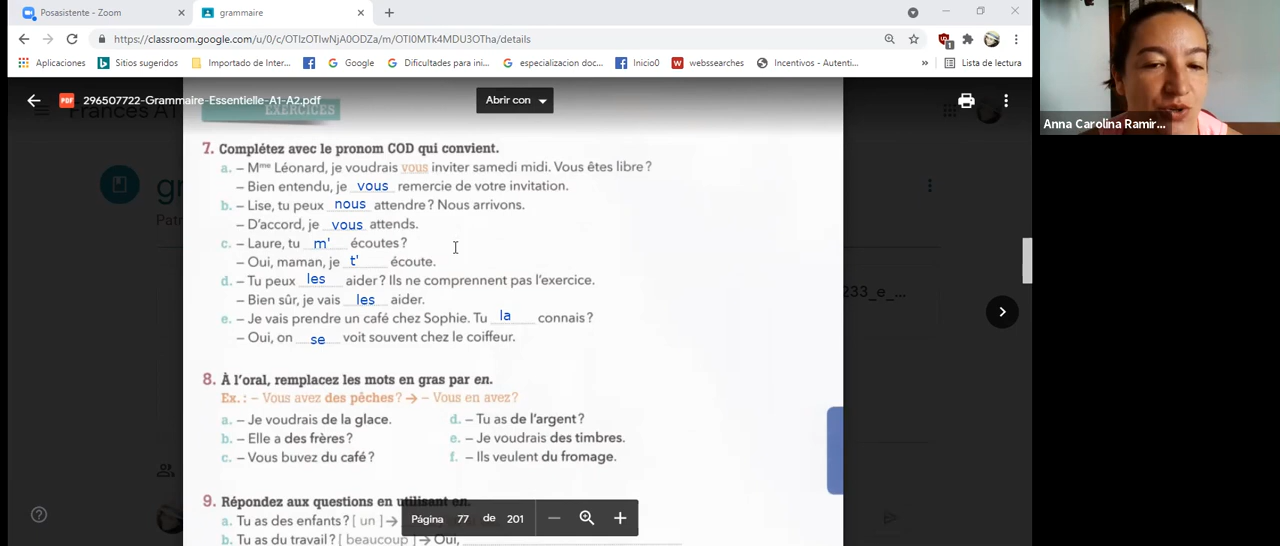 Posasistente - Zoom
grammaire
https://classroom.google.com/u/0/c/OTIzOTIwNjA0ODZa/m/OTI0MTk4MDU3OTha/details
Aplicaciones
Sitios sugeridos
Importado de Inter...
Google
Dificultades para ini...
especializacion doc...
Inicio0
webssearches
Incentivos - Autenti...
»
Lista de lectura
PDF 296507722-Grammaire-Essentielle-A1-A2.pdf
Abrir con
Anna Carolina Ramir...
EXERCICES
7. Complétez avec le pronom COD qui convient.
a. – Mme Léonard, je voudrais vous inviter samedi midi. Vous êtes libre ?
– Bien entendu, je vous remercie de votre invitation.
b. – Lise, tu peux nous attendre ? Nous arrivons.
– D'accord, je vous attends.
c. – Laure, tu m' écoutes ?
– Oui, maman, je t' écoute.
d. – Tu peux les aider ? Ils ne comprennent pas l'exercice.
– Bien sûr, je vais les aider.
e. – Je vais prendre un café chez Sophie. Tu la connais ?
– Oui, on se voit souvent chez le coiffeur.
233_e_...
8. À l'oral, remplacez les mots en gras par en.
Ex. : – Vous avez des pêches ? → – Vous en avez ?
a. – Je voudrais de la glace.
b. – Elle a des frères ?
c. – Vous buvez du café ?
d. – Tu as de l'argent ?
e. – Je voudrais des timbres.
f. – Ils veulent du fromage.
9. Répondez aux questions en utilisant en.
a. Tu as des enfants ? [ un ] →
b. Tu as du travail ? [ beaucoup ] → Oui,
Página 77 de 201